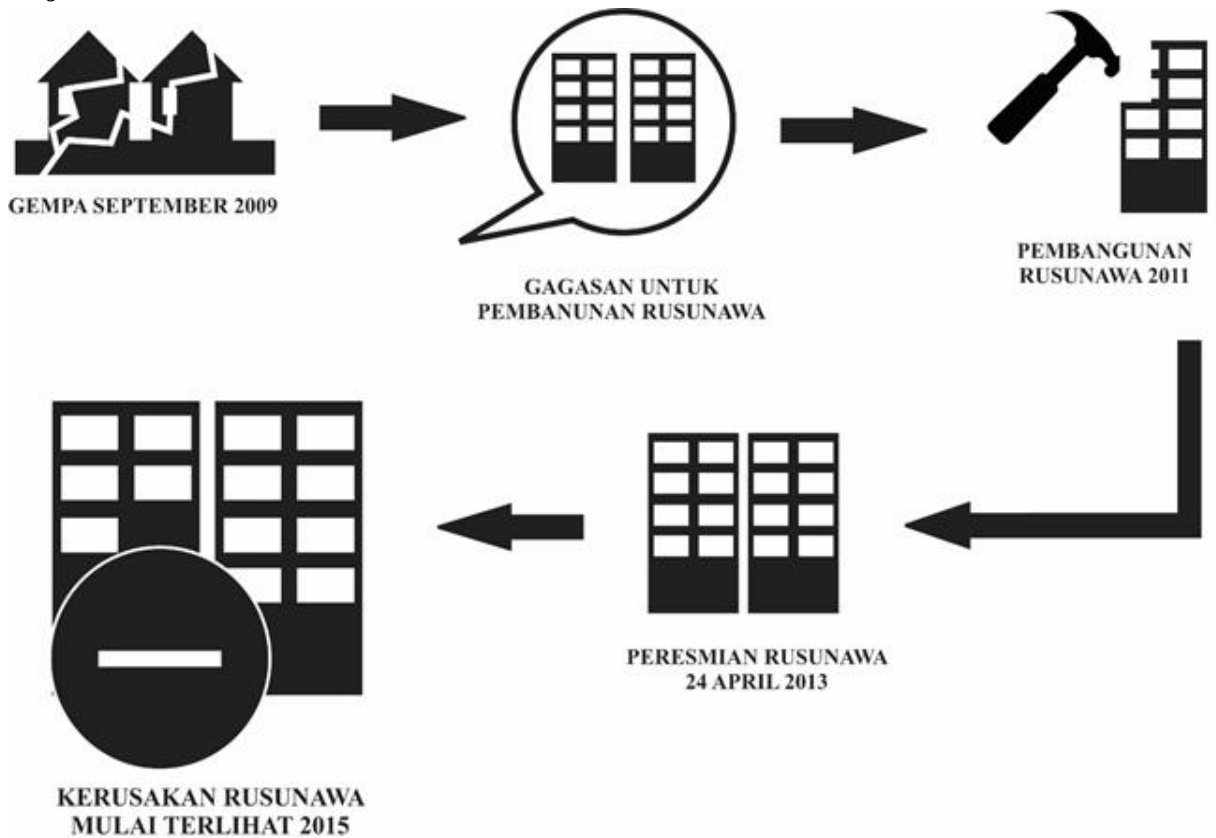 GEMPA SEPTEMBER 2009
GAGASAN UNTUK
PEMBANUNAN RUSUNAWA
PEMBANGUNAN
RUSUNAWA 2011
PERESMIAN RUSUNAWA
24 APRIL 2013
KERUSAKAN RUSUNAWA
MULAI TERLIHAT 2015